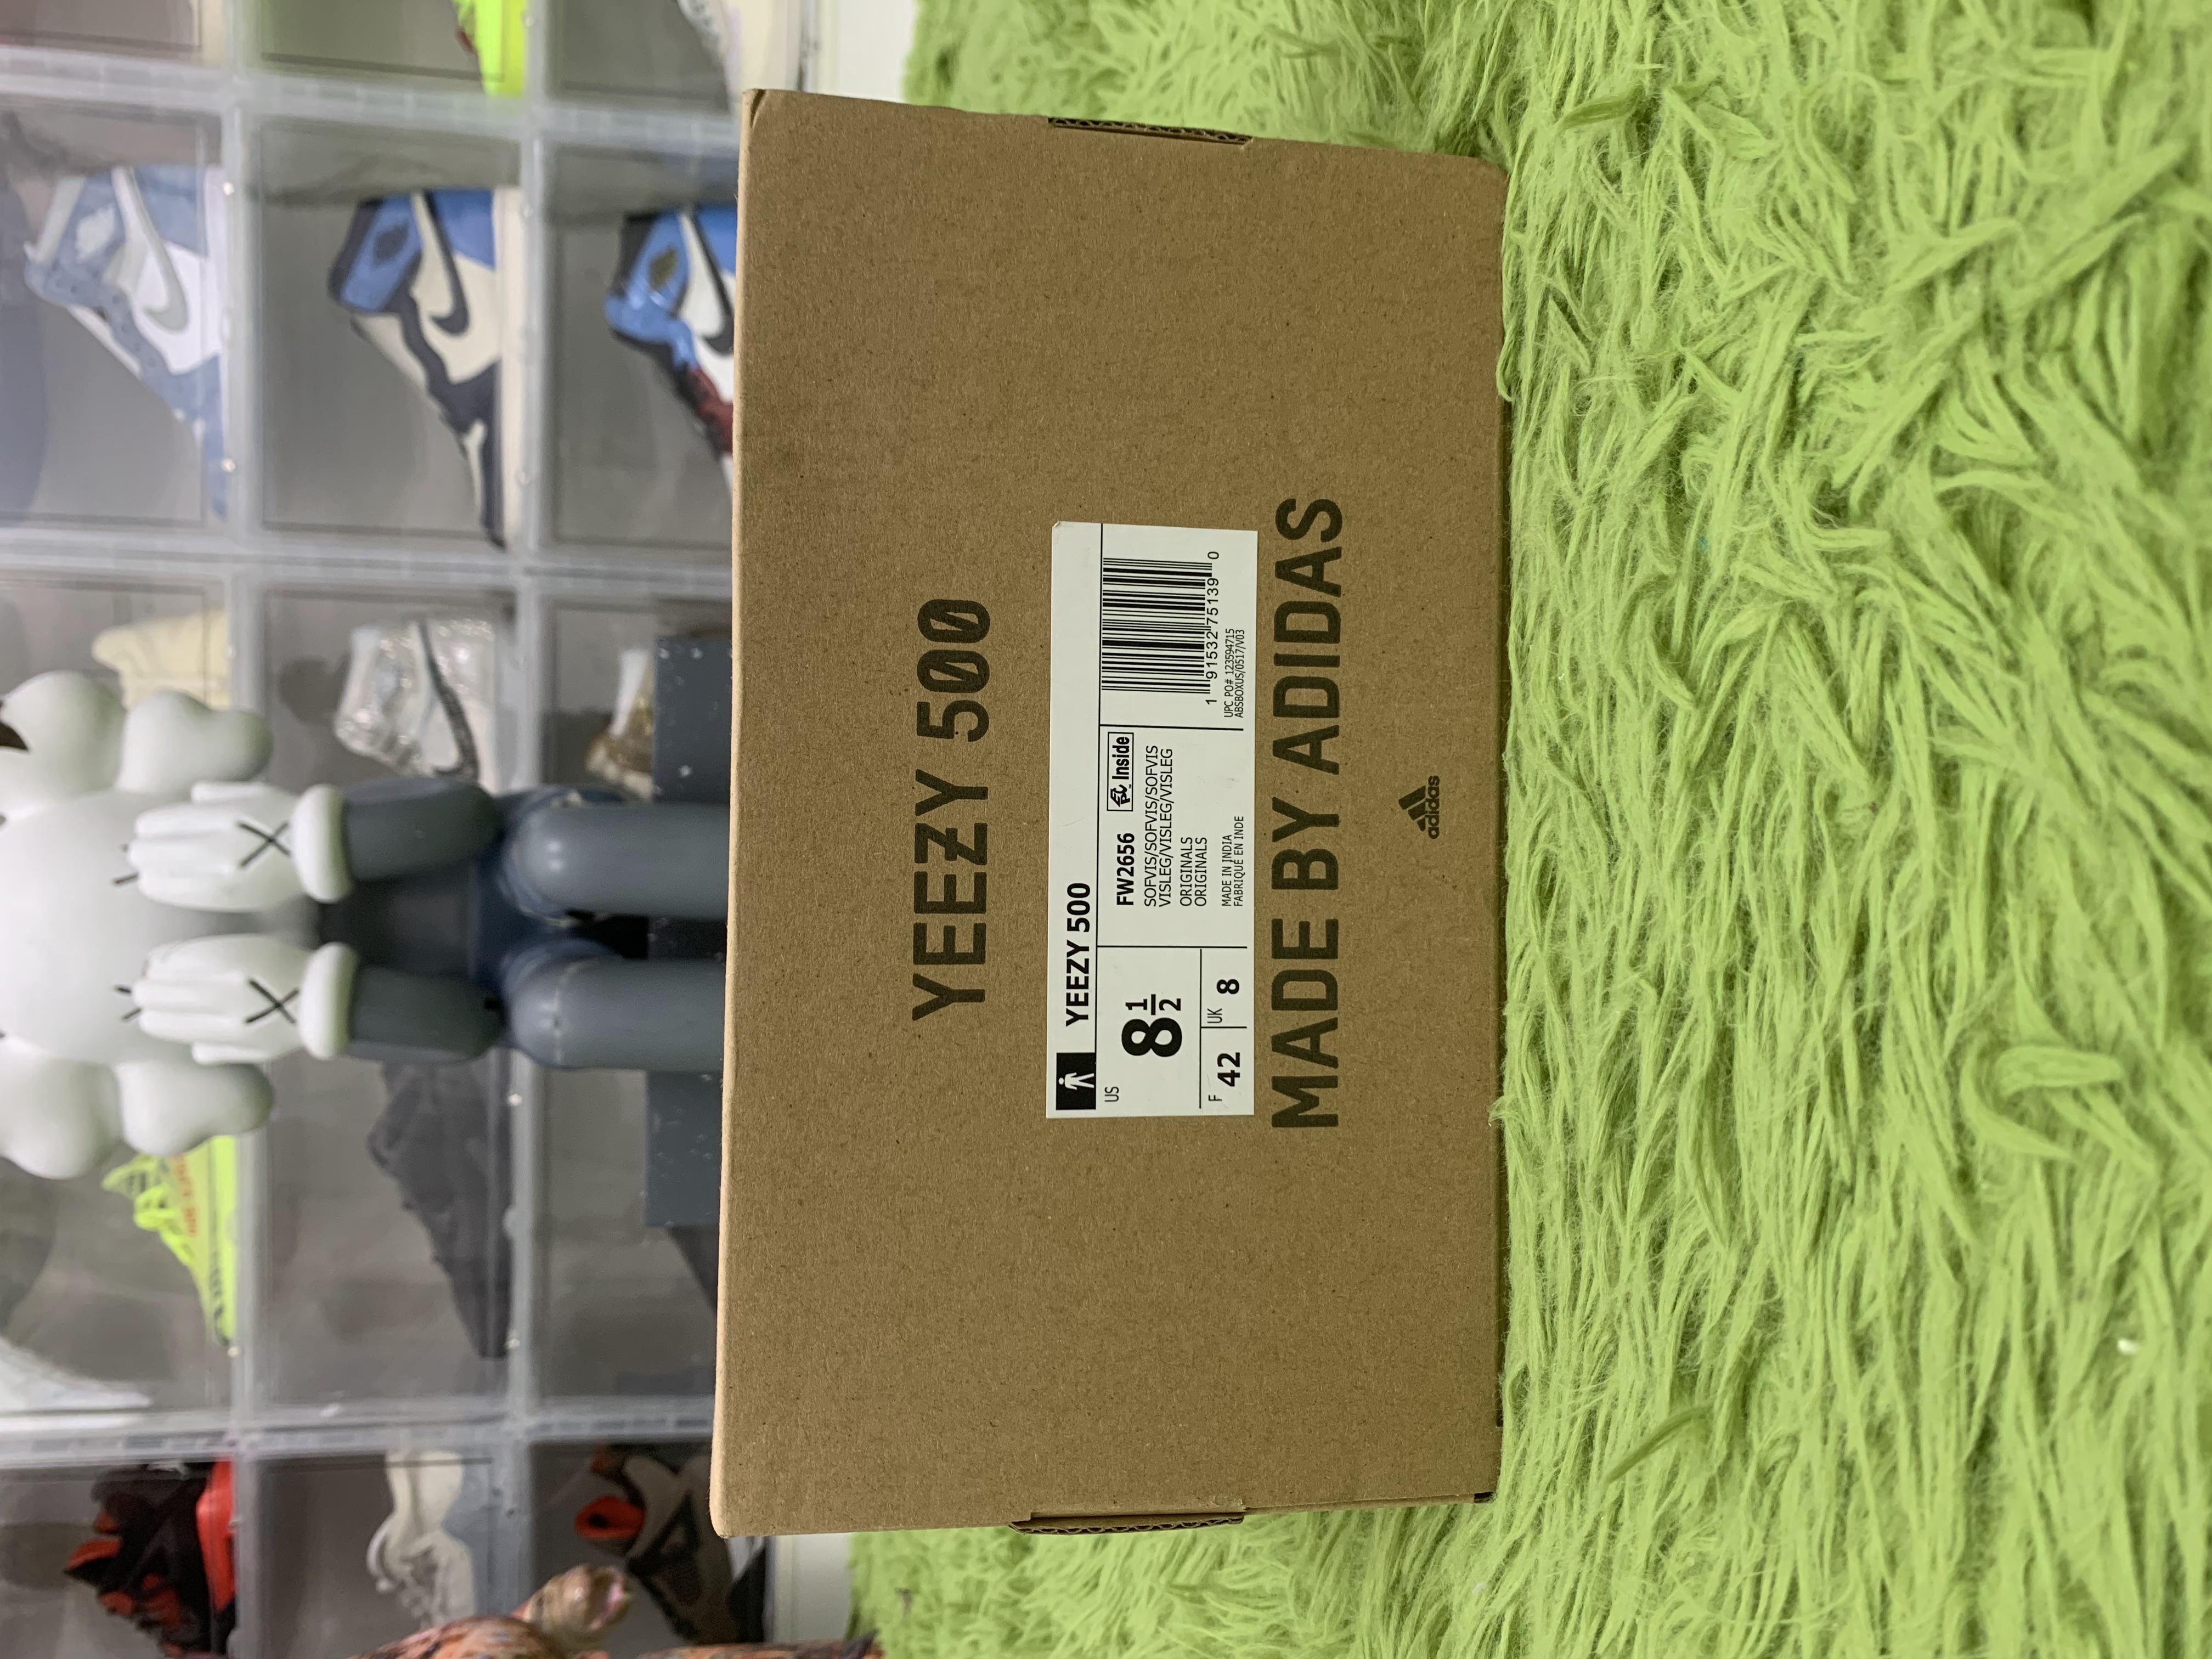 YEEZY 500
YEEZY 500
US
8 1/2
F
42
UK
8
FW2656
Inside
SOFVIS/SOFVIS/SOFVIS
VISLEG/VISLEG/VISLEG
ORIGINALS
ORIGINALS
MADE IN INDIA
FABRIQUÉ EN INDE
1 91532 75139 0
UPC PO# 123594715
ABSBOXUS/0517/V03
MADE BY ADIDAS
adidas